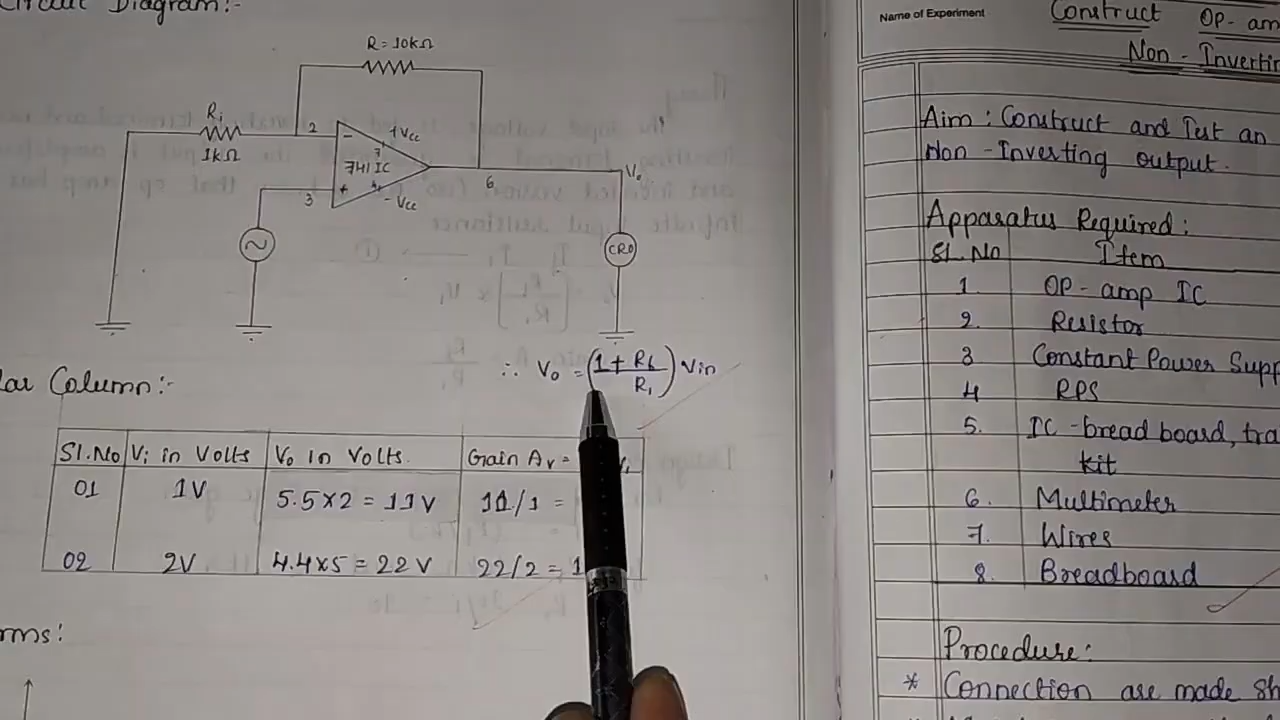 Circuit Diagram:-
R = 10kΩ
Ri
1kΩ
2
+Vcc
7
741 IC
4
-Vcc
3
6
Vo
CRO
∴ Vo = (1 + Rf / R1) Vin
Column:-
Sl.No Vi in Volts Vo in Volts. Gain Av =
01 1V 5.5×2 = 11V 11/1 =
02 2V 4.4×5 = 22V 22/2 = 1
Name of Experiment Construct OP-am
Non - Inverti
Aim : Construct and Test an
Non - Inverting output.
Apparatus Required:
Sl. No Item
1. OP-amp IC
2. Resistor
3 Constant Power Supp
4 RPS
5. IC-bread board, tra
kit
6. Multimeter
7. Wires
8. Breadboard
Procedure:
* Connection are made Sh